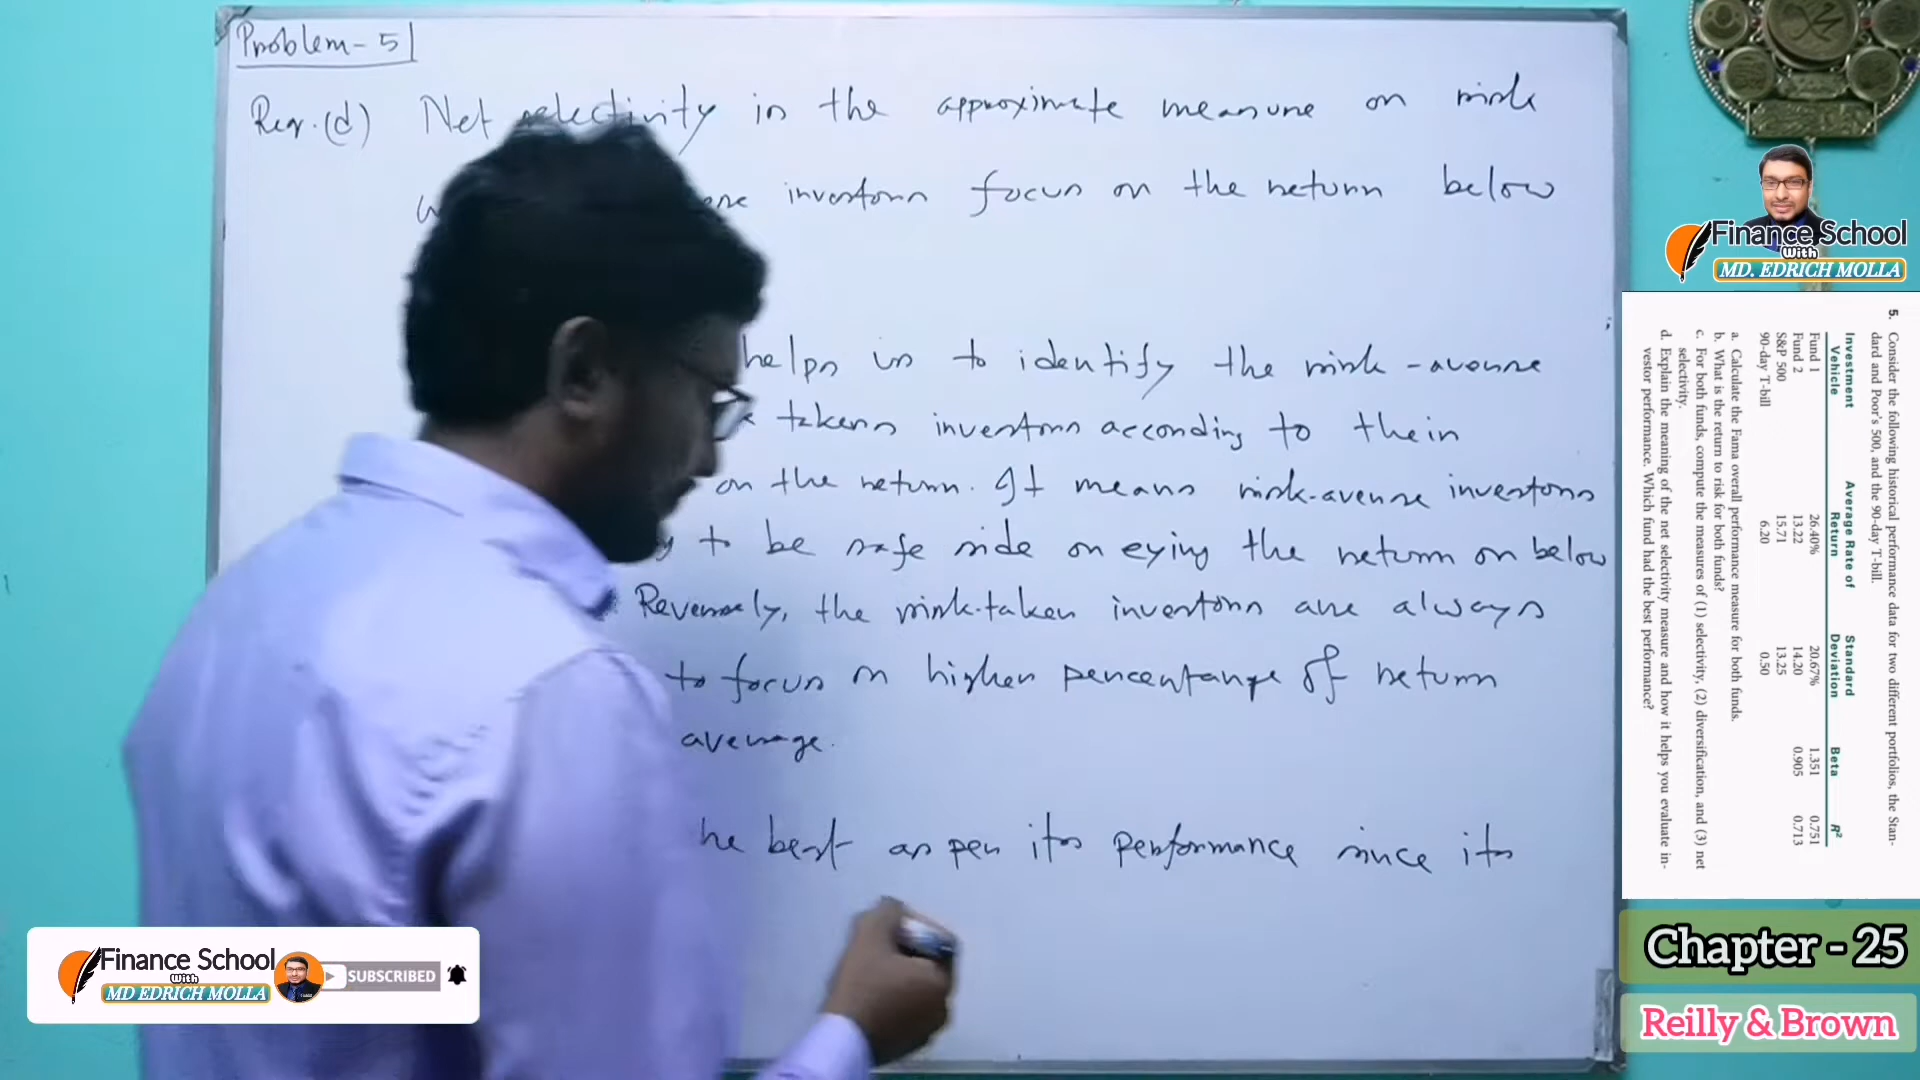 Problem - 5
Req. (d) Net selectivity is the approximate measure on risk
investors focus on the return below
helps us to identify the risk - averse
takers investors according to their
on the return. It means risk-averse investors
to be safe side on eying the return on below
Reversely, the risk-taker investors are always
to focus on higher percentange of return
average.
he best as per its performance since its
Finance School
With
MD. EDRICH MOLLA
5. Consider the following historical performance data for two different portfolios, the Stan-
dard and Poor's 500, and the 90-day T-bill.
Investment Vehicle Average Rate of Return Standard Deviation Beta R²
Fund 1 26.40% 20.67% 1.351 0.751
Fund 2 13.22 14.20 0.905 0.713
S&P 500 15.71 13.25
90-day T-bill 6.20 0.50
a. Calculate the Fama overall performance measure for both funds.
b. What is the return to risk for both funds?
c. For both funds, compute the measures of (1) selectivity, (2) diversification, and (3) net
selectivity.
d. Explain the meaning of the net selectivity measure and how it helps you evaluate in-
vestor performance. Which fund had the best performance?
Chapter - 25
Reilly & Brown
Finance School
With
MD EDRICH MOLLA
SUBSCRIBED